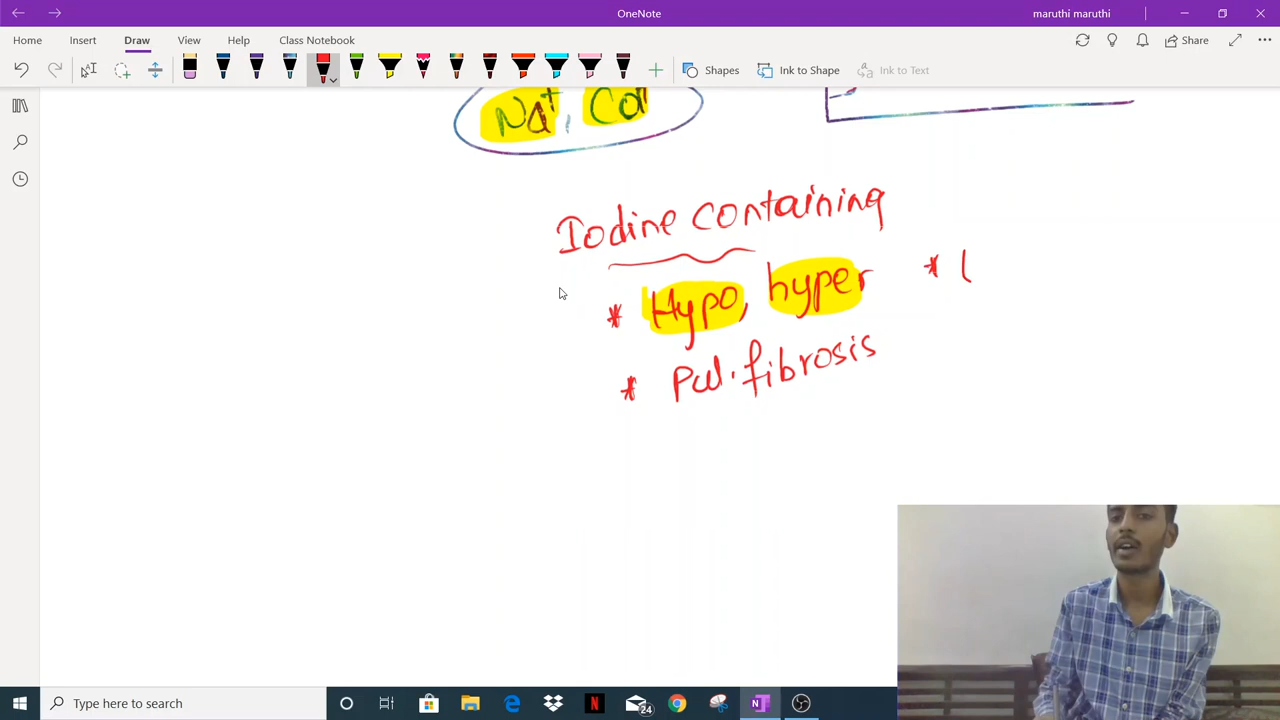 OneNote
maruthi maruthi
Home Insert Draw View Help Class Notebook
Share
Shapes Ink to Shape Ink to Text
Na+, Ca
Iodine containing
* Hypo, hyper * (
* Pul. fibrosis
Type here to search
24